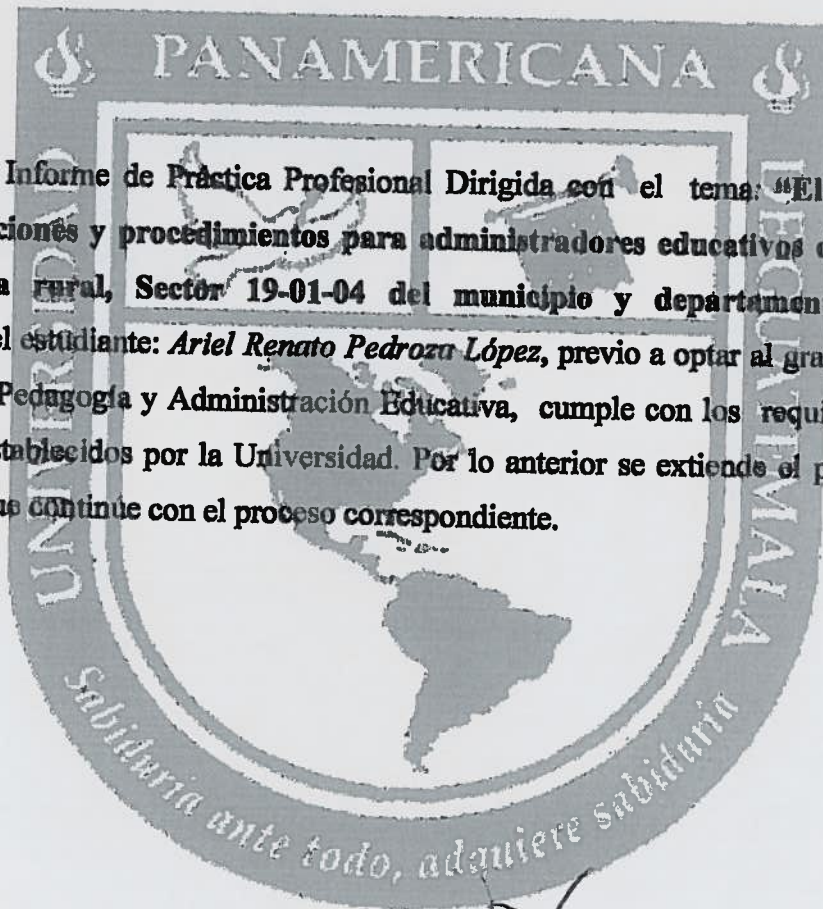 PANAMERICANA
UNIVERSIDAD
DE GUATEMALA
Informe de Práctica Profesional Dirigida con el tema: "El
ciones y procedimientos para administradores educativos
a rural, Sector 19-01-04 del municipio y departamen
el estudiante: Ariel Renato Pedroza López, previo a optar al gra
Pedagogía y Administración Educativa, cumple con los requi
stablecidos por la Universidad. Por lo anterior se extiende el p
ue continúe con el proceso correspondiente.
Sabiduría ante todo, adquiere sabiduría